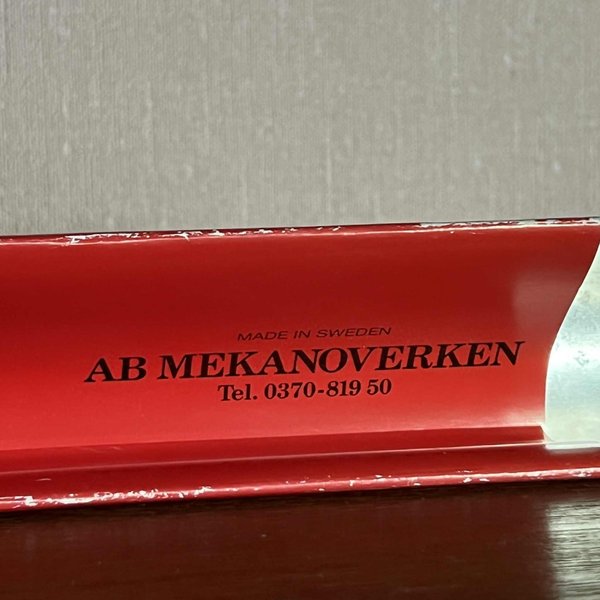 MADE IN SWEDEN
AB MEKANOVERKEN
Tel. 0370-819 50